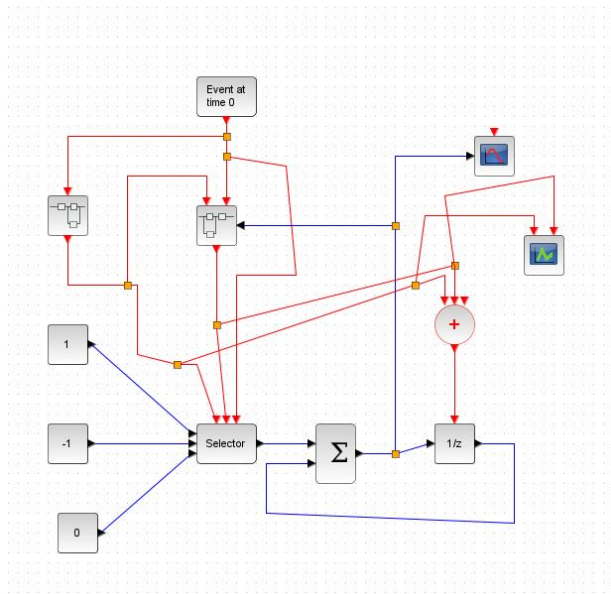 Event at
time 0
1
+
-1
Selector
Σ
1/z
0